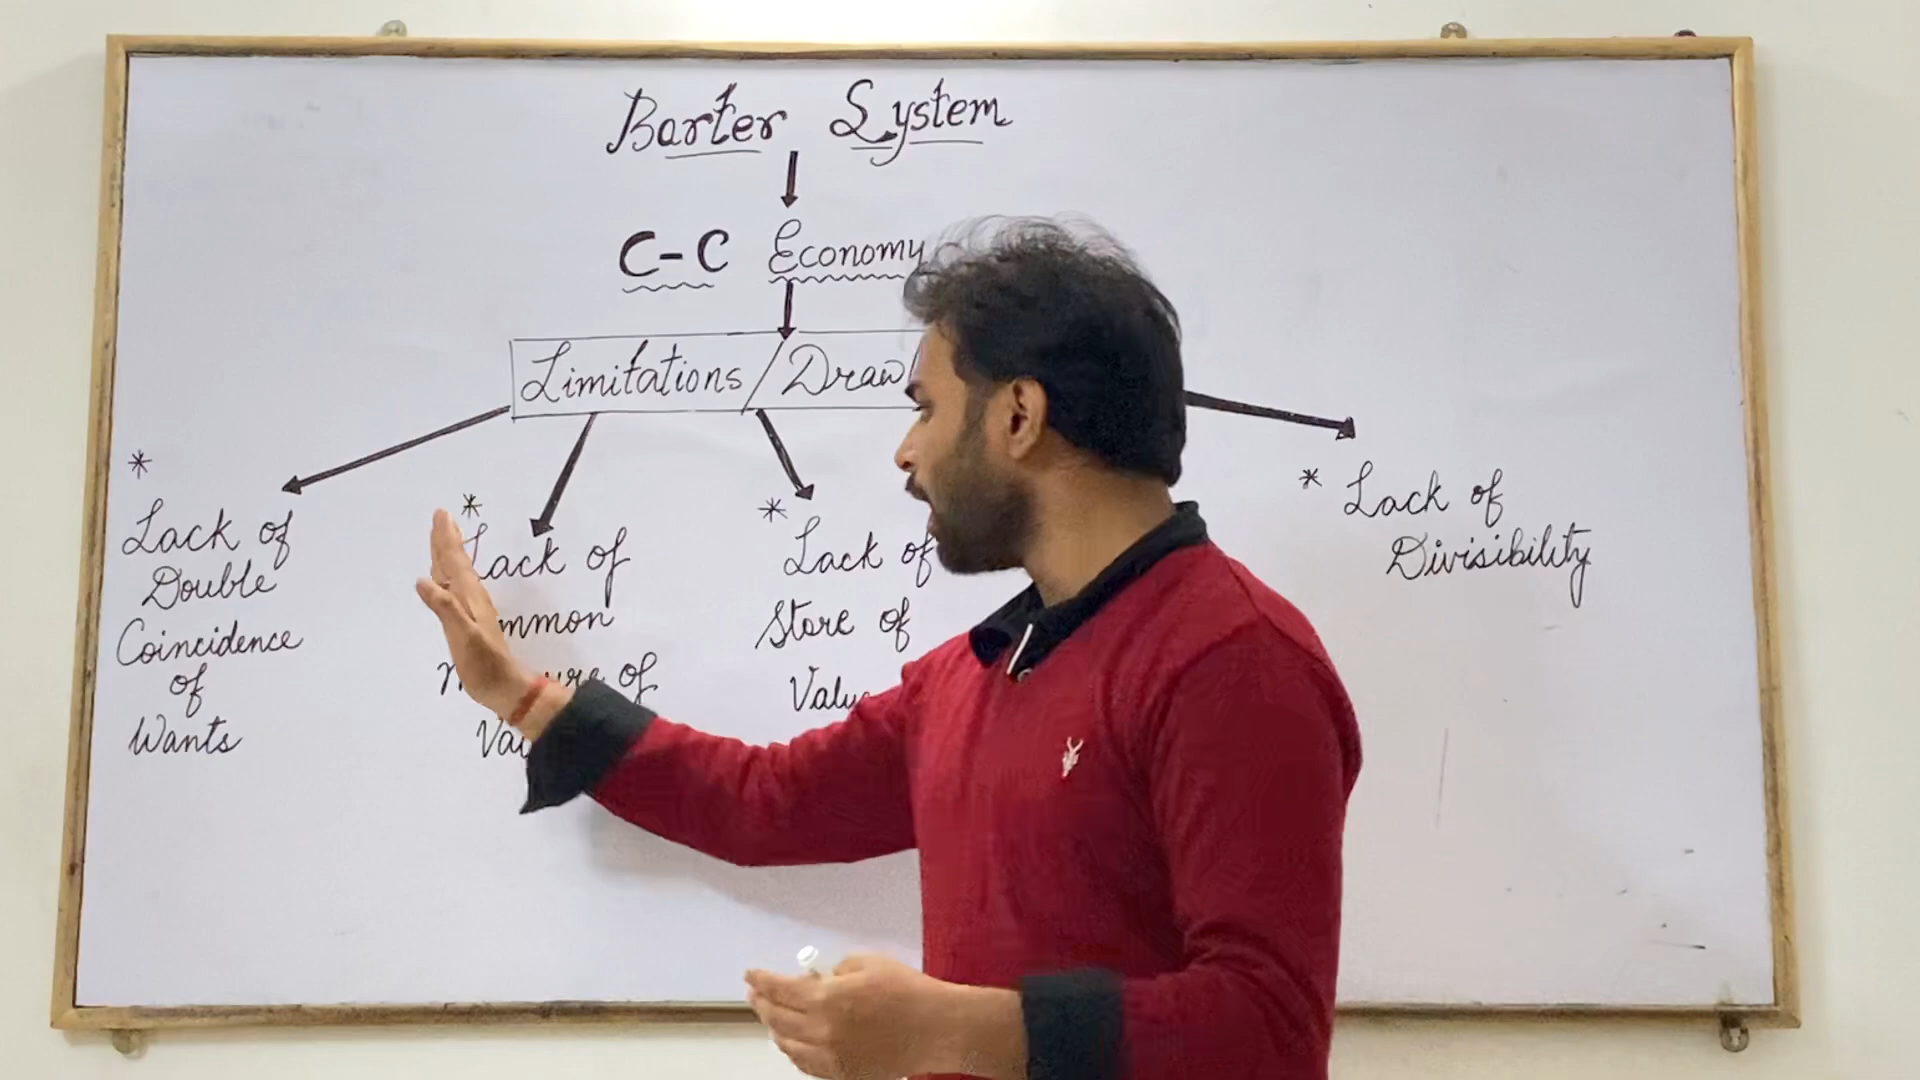 Barter System
C-C Economy
Limitations / Draw
*
Lack of
Double
Coincidence
of
Wants
*
Lack of
mmon
of
*
Lack of
Store of
Valu
* Lack of
Divisibility